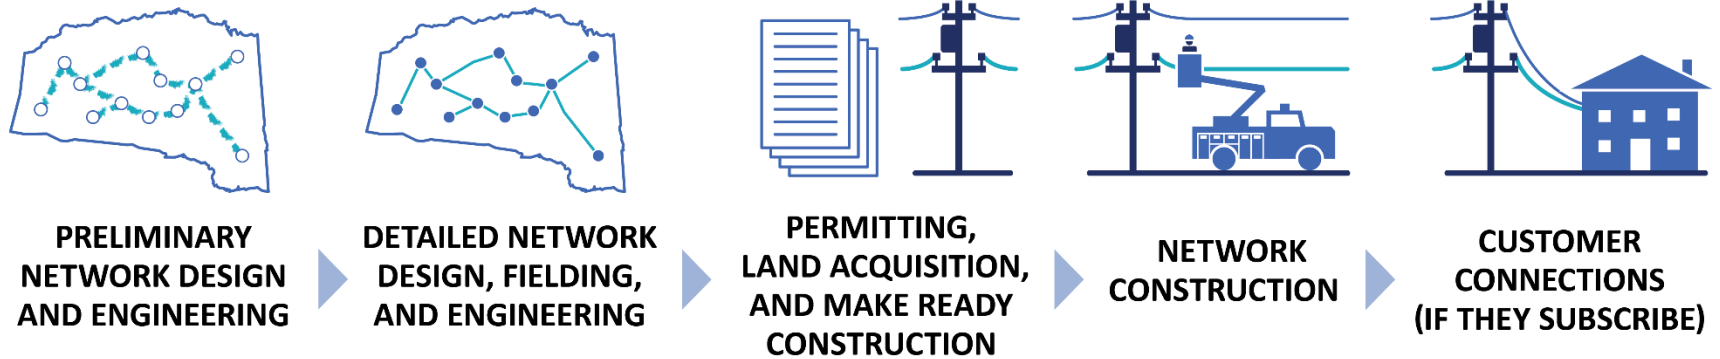 PRELIMINARY
NETWORK DESIGN
AND ENGINEERING
DETAILED NETWORK
DESIGN, FIELDING,
AND ENGINEERING
PERMITTING,
LAND ACQUISITION,
AND MAKE READY
CONSTRUCTION
NETWORK
CONSTRUCTION
CUSTOMER
CONNECTIONS
(IF THEY SUBSCRIBE)